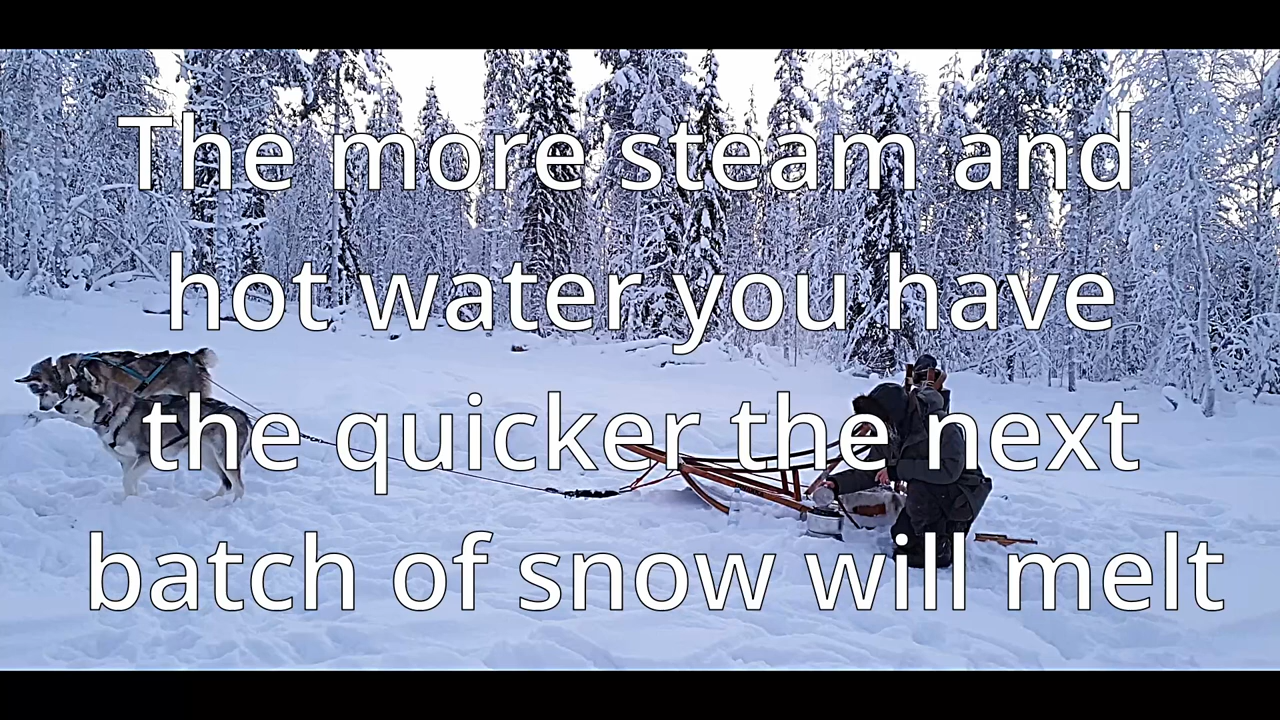 The more steam and
hot water you have
the quicker the next
batch of snow will melt